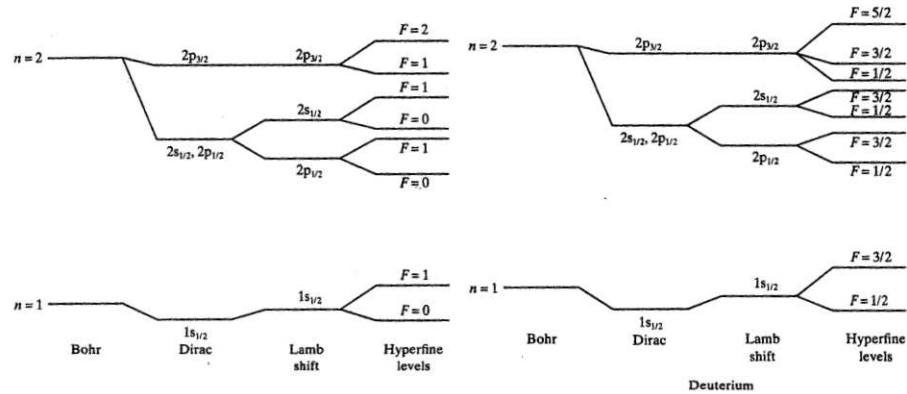 n = 2
2p3/2
2p3/2
F = 2
F = 1
2s1/2
F = 1
F = 0
2s1/2, 2p1/2
2p1/2
F = 1
F = 0
n = 1
1s1/2
1s1/2
F = 1
F = 0
Bohr
Dirac
Lamb
shift
Hyperfine
levels
n = 2
2p3/2
2p3/2
F = 5/2
F = 3/2
F = 1/2
2s1/2
F = 3/2
F = 1/2
2s1/2, 2p1/2
2p1/2
F = 3/2
F = 1/2
n = 1
1s1/2
1s1/2
F = 3/2
F = 1/2
Bohr
Dirac
Lamb
shift
Hyperfine
levels
Deuterium